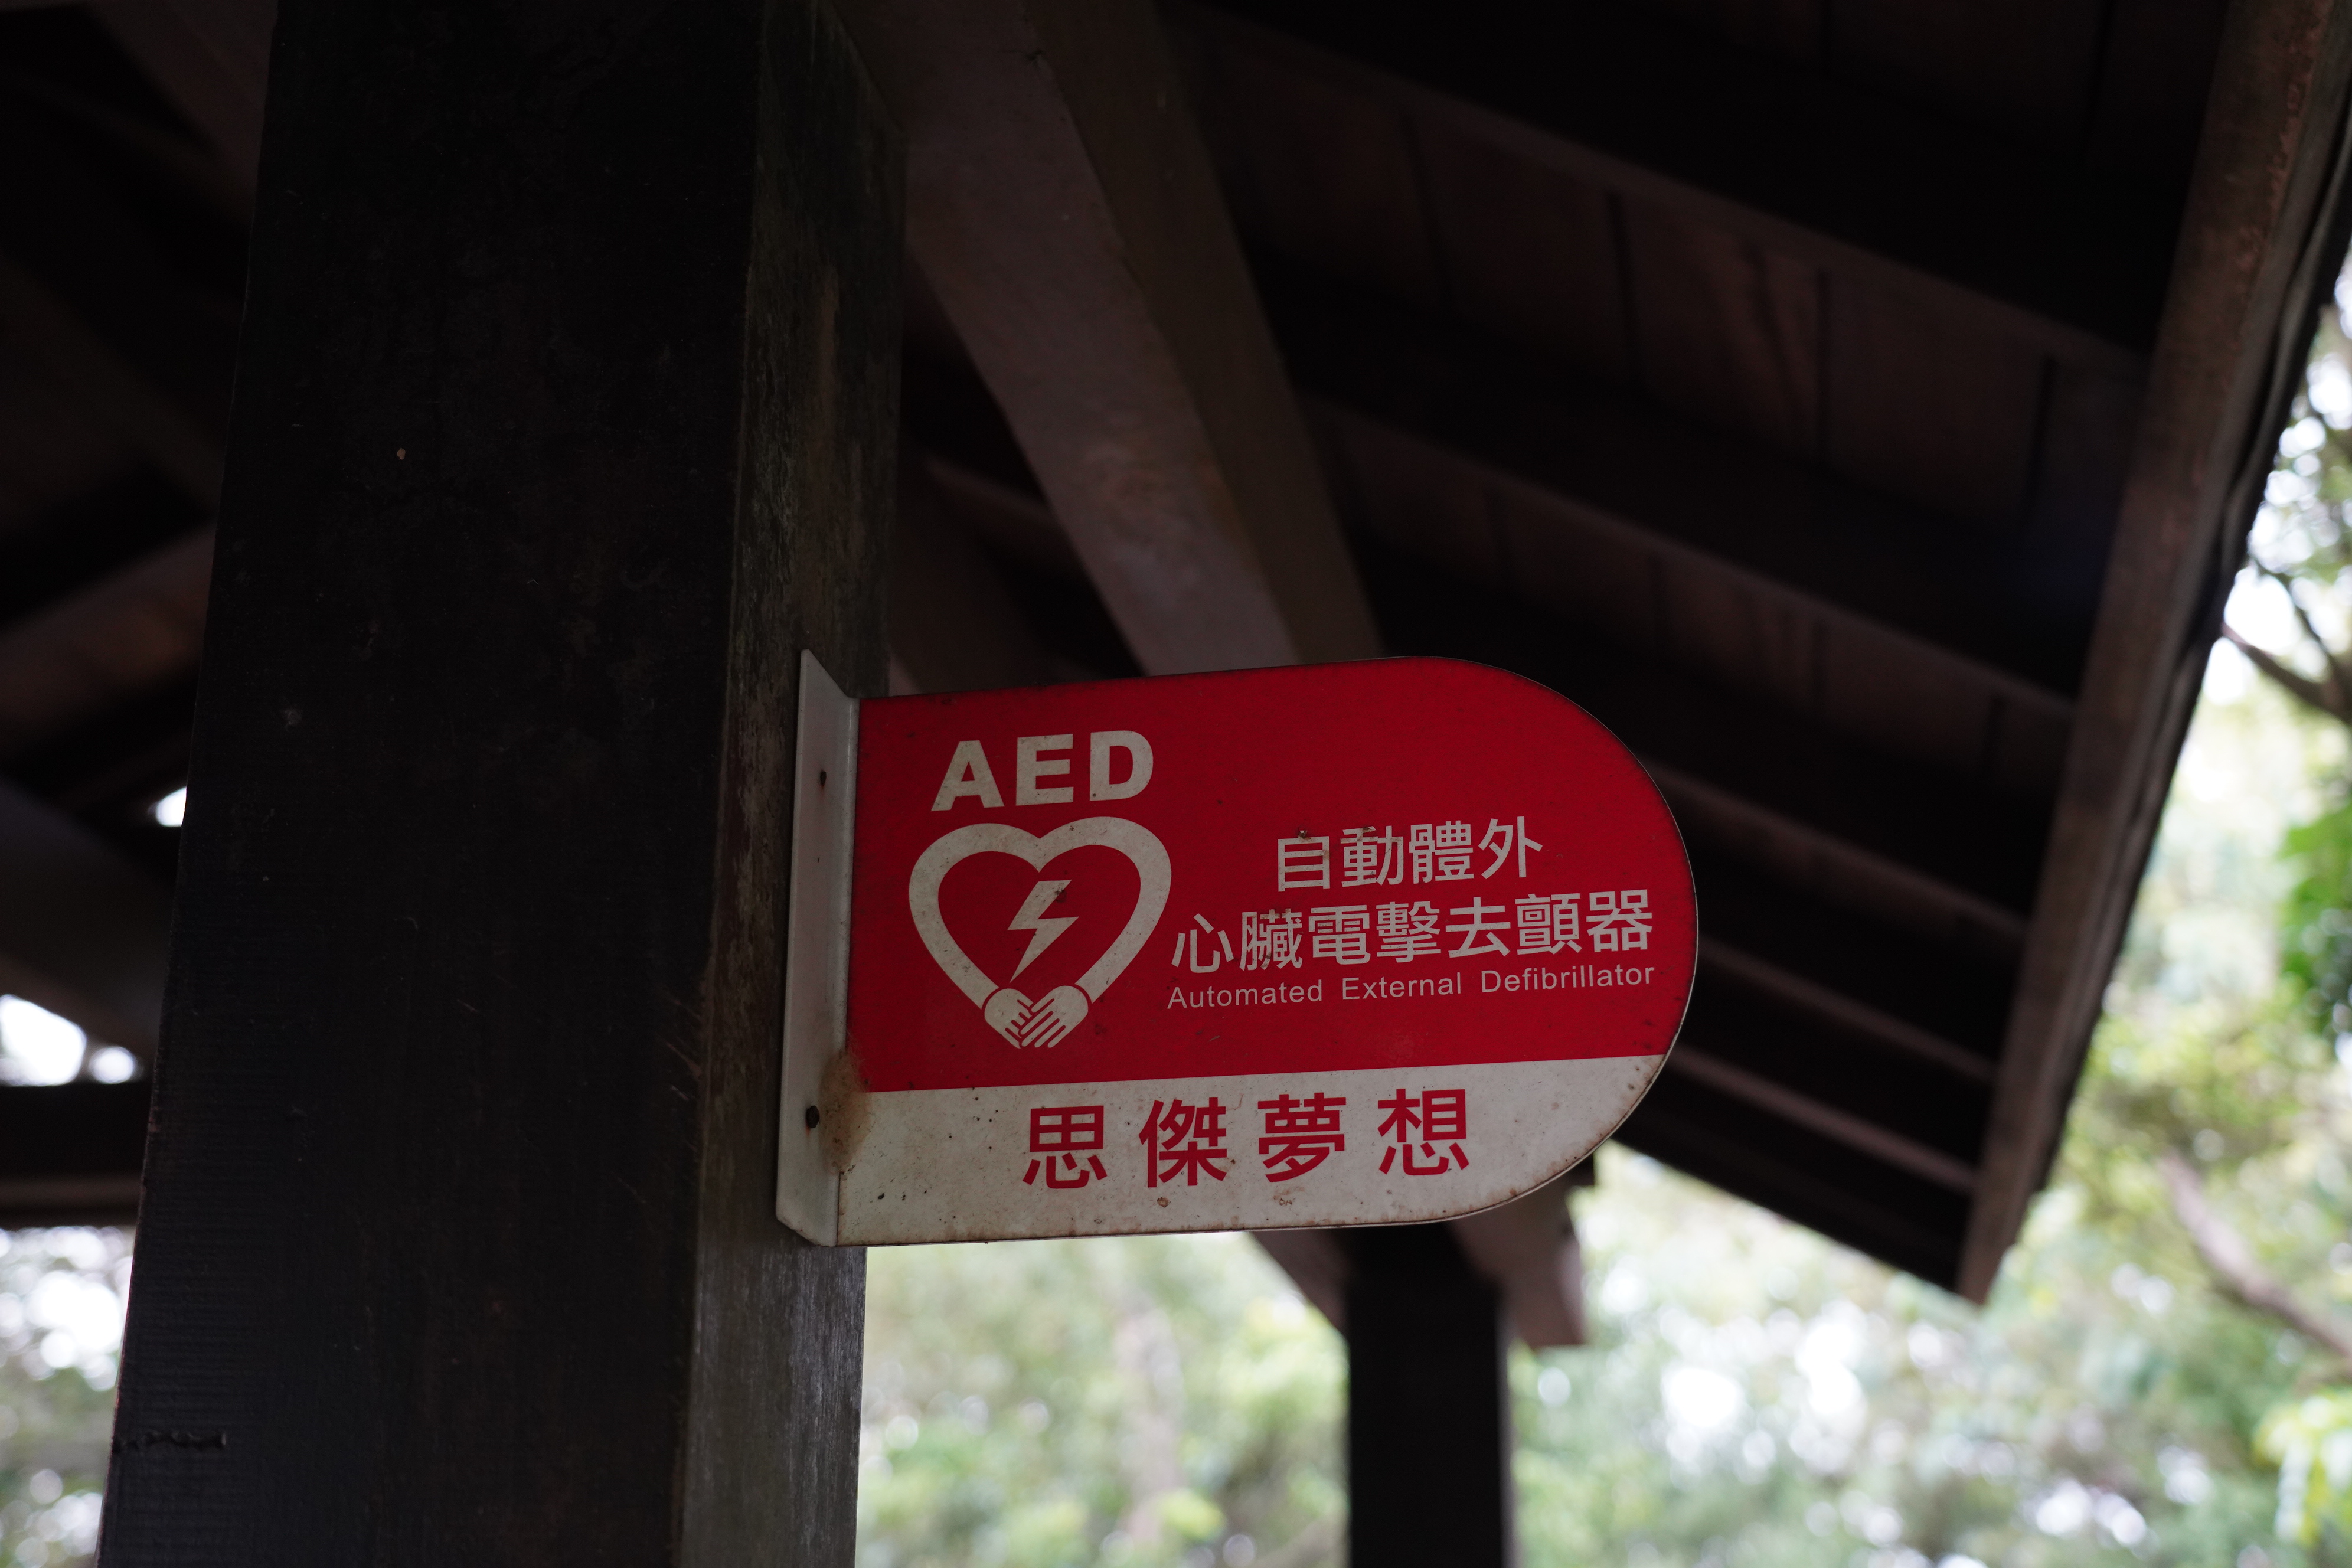 AED
自動體外
心臟電擊去顫器
Automated External Defibrillator
思傑夢想